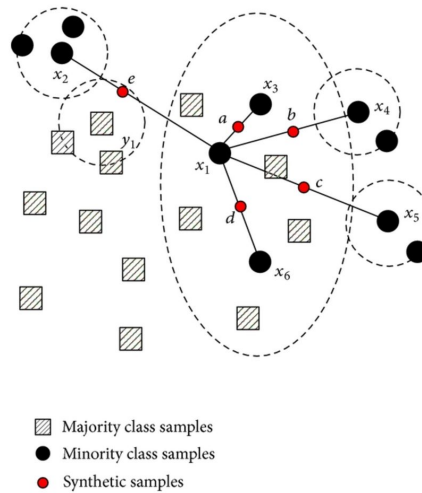 e
x₂
x₃
a
b
x₄
y₁
x₁
c
d
x₅
x₆
Majority class samples
Minority class samples
Synthetic samples